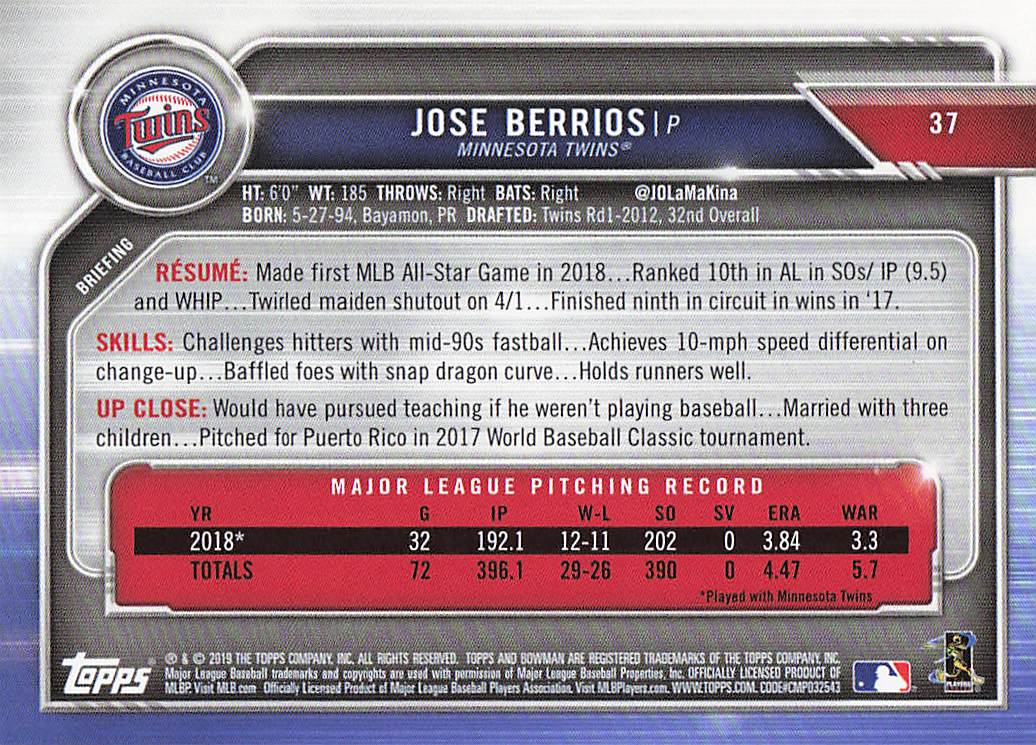 MINNESOTA
Twins
BASEBALL CLUB
TM
JOSE BERRIOS | P
MINNESOTA TWINS®
37
HT: 6'0" WT: 185 THROWS: Right BATS: Right @JOLaMaKina
BORN: 5-27-94, Bayamon, PR DRAFTED: Twins Rd1-2012, 32nd Overall
BRIEFING
RÉSUMÉ: Made first MLB All-Star Game in 2018...Ranked 10th in AL in SOs/ IP (9.5)
and WHIP...Twirled maiden shutout on 4/1...Finished ninth in circuit in wins in '17.
SKILLS: Challenges hitters with mid-90s fastball...Achieves 10-mph speed differential on
change-up...Baffled foes with snap dragon curve...Holds runners well.
UP CLOSE: Would have pursued teaching if he weren't playing baseball...Married with three
children...Pitched for Puerto Rico in 2017 World Baseball Classic tournament.
MAJOR LEAGUE PITCHING RECORD
YR G IP W-L SO SV ERA WAR
2018* 32 192.1 12-11 202 0 3.84 3.3
TOTALS 72 396.1 29-26 390 0 4.47 5.7
*Played with Minnesota Twins
topps
® & © 2019 THE TOPPS COMPANY, INC. ALL RIGHTS RESERVED. TOPPS AND BOWMAN ARE REGISTERED TRADEMARKS OF THE TOPPS COMPANY, INC.
Major League Baseball trademarks and copyrights are used with permission of Major League Baseball Properties, Inc. OFFICIALLY LICENSED PRODUCT OF
MLBP. Visit MLB.com Officially Licensed Product of Major League Baseball Players Association. Visit MLBPlayers.com. WWW.TOPPS.COM. CODE#CMP032543
PLAYERS